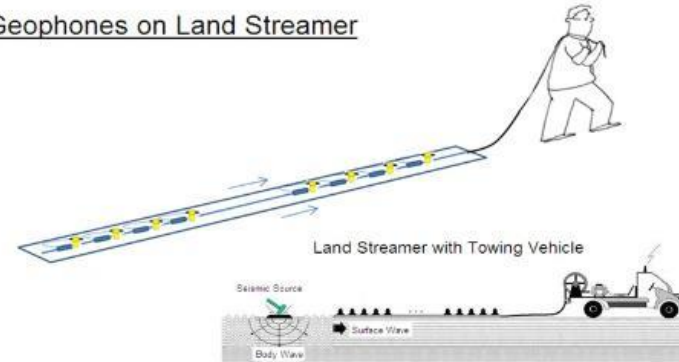 Geophones on Land Streamer
Land Streamer with Towing Vehicle
Seismic Source
Surface Wave
Body Wave